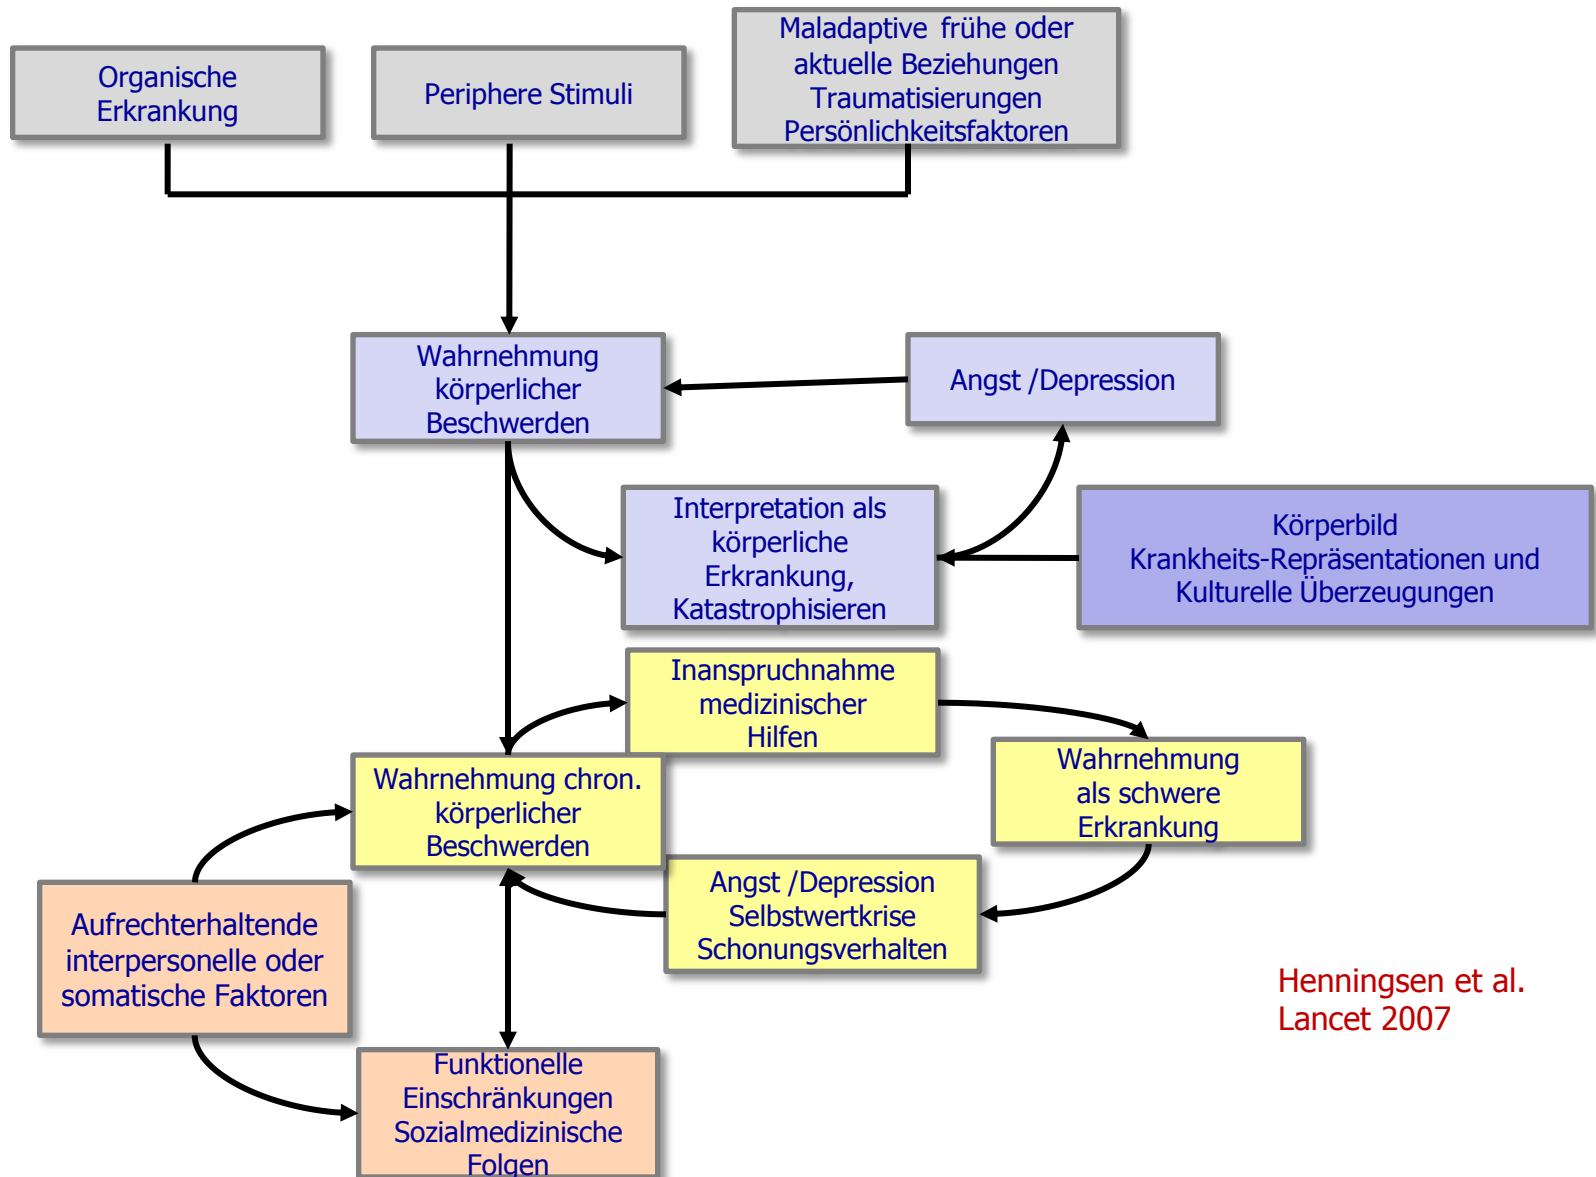 Organische
Erkrankung
Periphere Stimuli
Maladaptive frühe oder
aktuelle Beziehungen
Traumatisierungen
Persönlichkeitsfaktoren
Wahrnehmung
körperlicher
Beschwerden
Angst /Depression
Interpretation als
körperliche
Erkrankung,
Katastrophisieren
Körperbild
Krankheits-Repräsentationen und
Kulturelle Überzeugungen
Inanspruchnahme
medizinischer
Hilfen
Wahrnehmung chron.
körperlicher
Beschwerden
Wahrnehmung
als schwere
Erkrankung
Angst /Depression
Selbstwertkrise
Schonungsverhalten
Aufrechterhaltende
interpersonelle oder
somatische Faktoren
Funktionelle
Einschränkungen
Sozialmedizinische
Folgen
Henningsen et al.
Lancet 2007